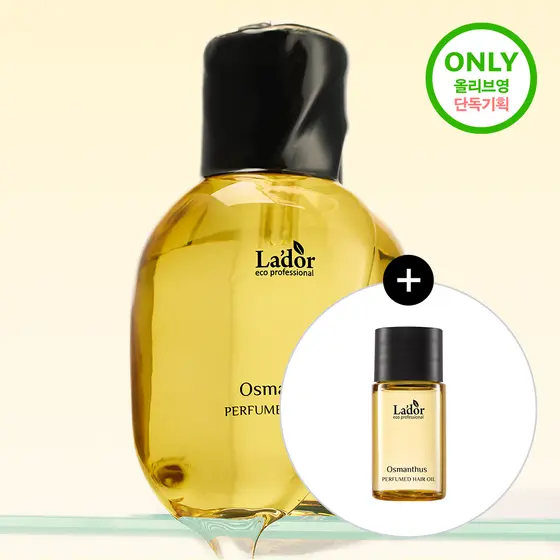 ONLY
올리브영
단독기획
La'dor
eco professional
Osma
PERFUME
+
La'dor
eco professional
Osmanthus
PERFUMED HAIR OIL